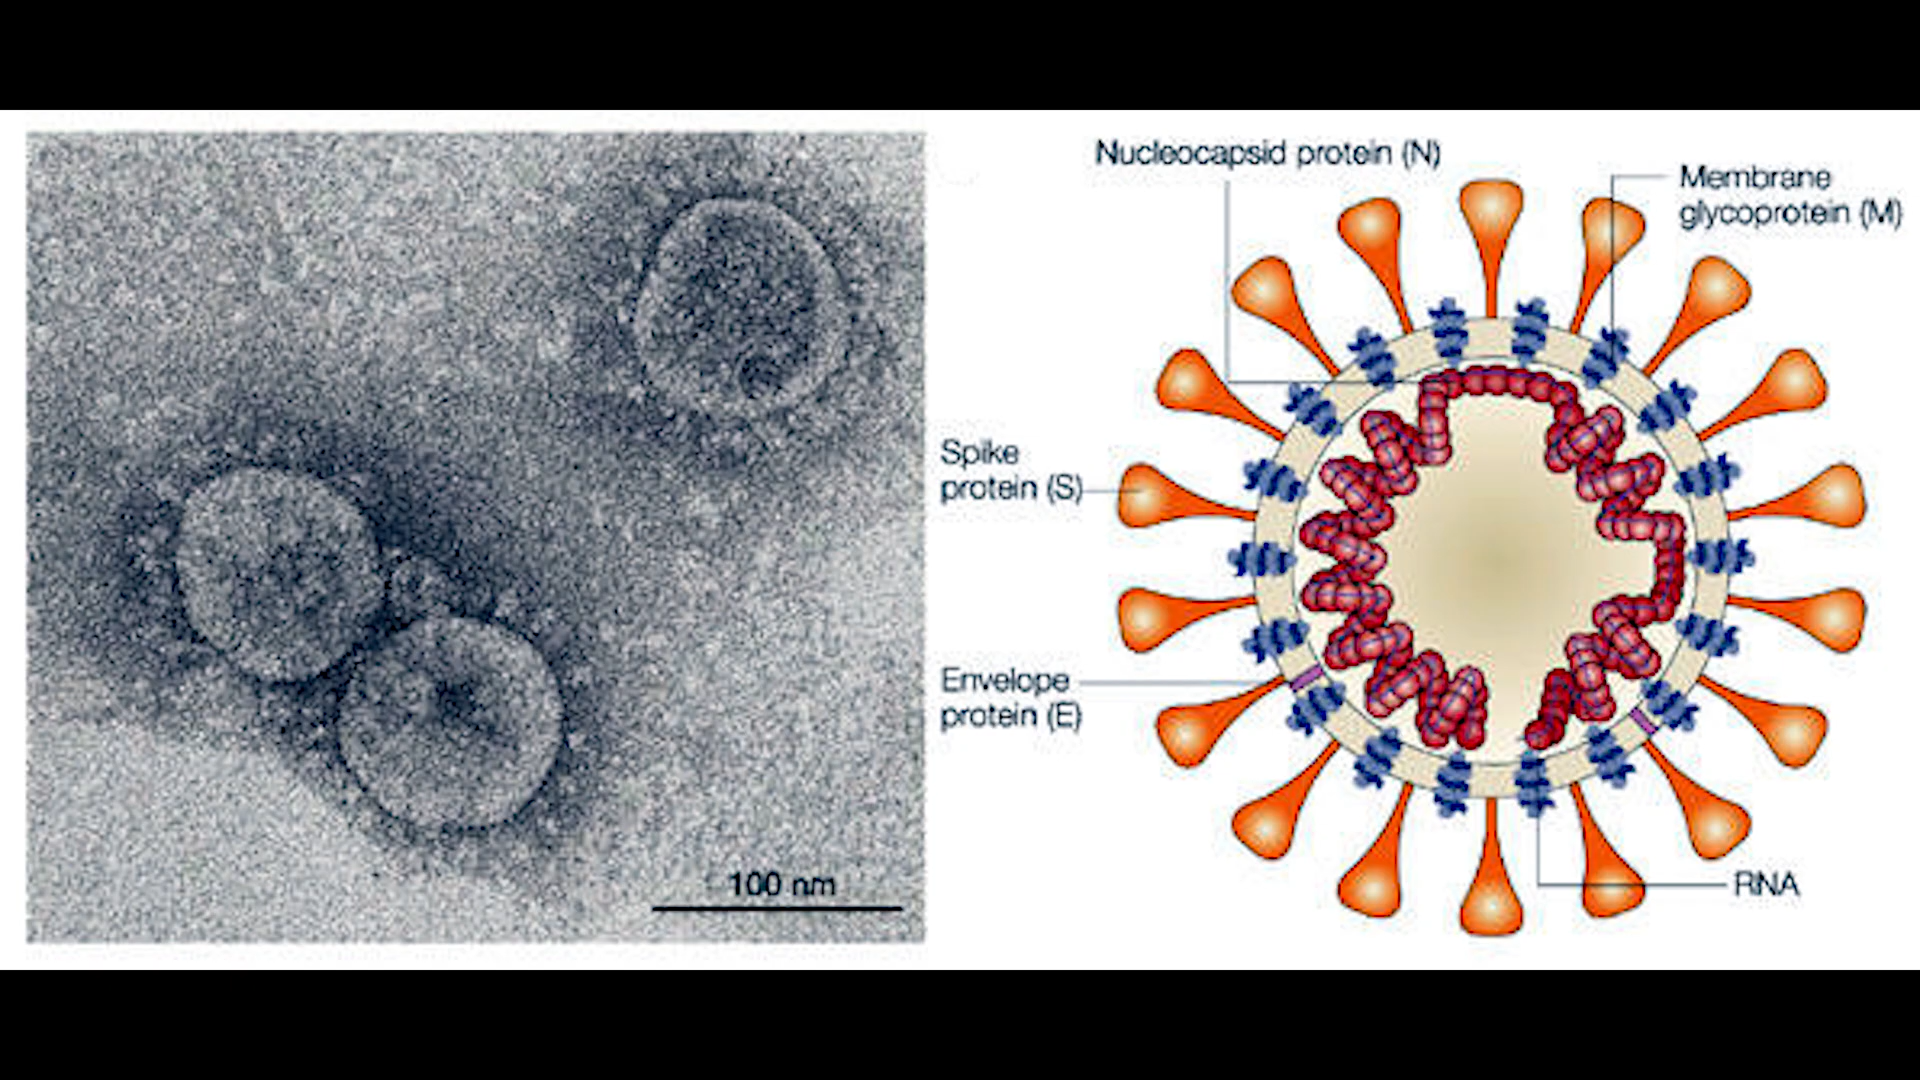 100 nm
Nucleocapsid protein (N)
Membrane
glycoprotein (M)
Spike
protein (S)
Envelope
protein (E)
RNA